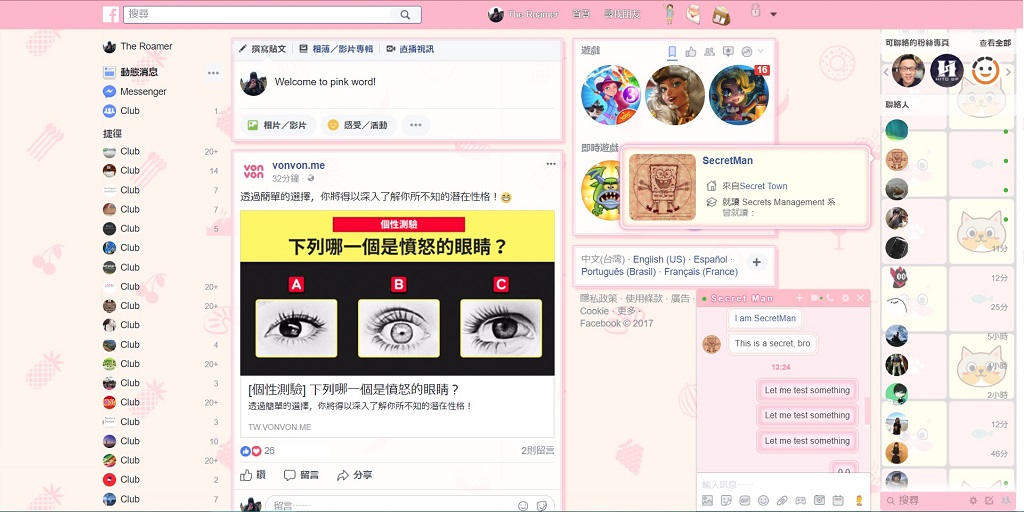 搜尋
The Roamer
首頁
尋找朋友
The Roamer
動態消息
Messenger
Club
1
捷徑
Club
20+
Club
14
Club
7
Club
7
Club
5
Club
Club
Club
20+
Club
20+
Club
4
Club
20+
Club
3
Club
20+
Club
3
Club
10
Club
20+
Club
2
Club
7
撰寫貼文
相簿／影片專輯
直播視訊
Welcome to pink word!
相片／影片
感受／活動
von
von
vonvon.me
32分鐘 ·
透過簡單的選擇，你將得以深入了解你所不知的潛在性格！
個性測驗
下列哪一個是憤怒的眼睛？
A
B
C
[個性測驗] 下列哪一個是憤怒的眼睛？
透過簡單的選擇，你將得以深入了解你所不知的潛在性格！
TW.VONVON.ME
26
2則留言
讚
留言
分享
留言……
遊戲
3
16
即時遊戲
SecretMan
來自Secret Town
就讀 Secrets Management 系
曾就讀：
中文(台灣) · English (US) · Español ·
Português (Brasil) · Français (France)
隱私政策 · 使用條款 · 廣告 ·
Cookie · 更多 ·
Facebook © 2017
Secret Man
I am SecretMan
This is a secret, bro
13:24
Let me test something
Let me test something
Let me test something
0.0
輸入訊息……
可聯絡的粉絲專頁
查看全部
HITO GP
聯絡人
11分
12分
25分
5小時
2小時
12分
46分
搜尋